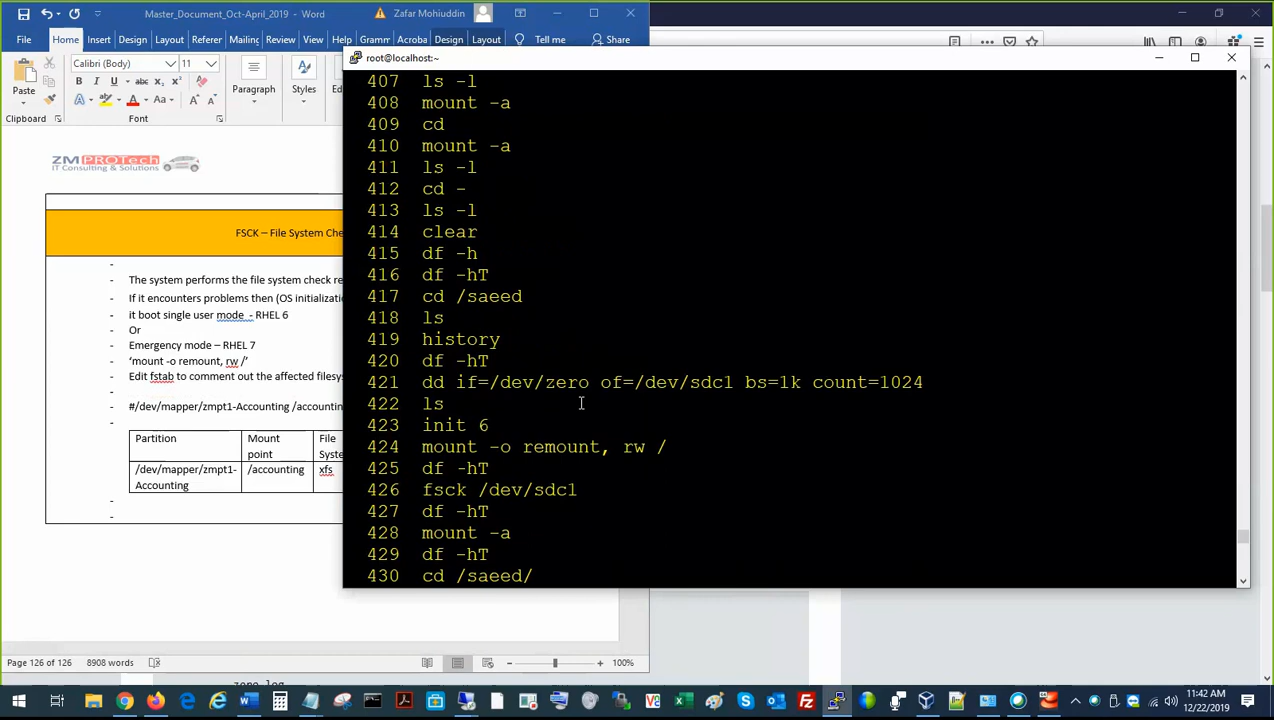 Master_Document_Oct-April_2019 - Word
Zafar Mohiuddin
File Home Insert Design Layout Referer Mailing Review View Gramm Acroba Design Layout Tell me Share
Calibri (Body) 11
Paste
Paragraph
Styles
Clipboard
Font
ZMPROTech
IT Consulting & Solutions
FSCK – File System Che
The system performs the file system check re
If it encounters problems then (OS initializat
it boot single user mode - RHEL 6
Or
Emergency mode – RHEL 7
'mount -o remount, rw /'
Edit fstab to comment out the affected filesy
#/dev/mapper/zmpt1-Accounting /accounting
Partition
Mount point
File Syste
/dev/mapper/zmpt1-Accounting
/accounting
xfs
Page 126 of 126 8908 words
100%
root@localhost:~
407 ls -l
408 mount -a
409 cd
410 mount -a
411 ls -l
412 cd -
413 ls -l
414 clear
415 df -h
416 df -hT
417 cd /saeed
418 ls
419 history
420 df -hT
421 dd if=/dev/zero of=/dev/sdc1 bs=1k count=1024
422 ls
423 init 6
424 mount -o remount, rw /
425 df -hT
426 fsck /dev/sdc1
427 df -hT
428 mount -a
429 df -hT
430 cd /saeed/
11:42 AM
12/22/2019